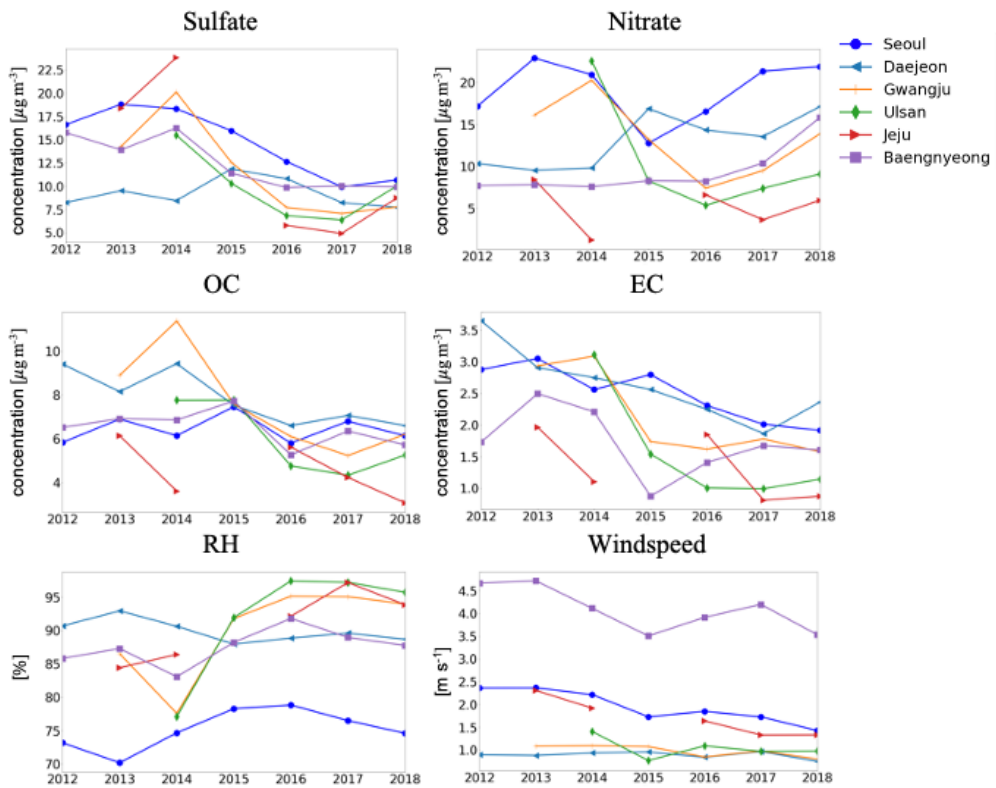 Sulfate
Nitrate
concentration [μg m⁻³]
22.5
20.0
17.5
15.0
12.5
10.0
7.5
5.0
2012 2013 2014 2015 2016 2017 2018
concentration [μg m⁻³]
20
15
10
5
2012 2013 2014 2015 2016 2017 2018
Seoul
Daejeon
Gwangju
Ulsan
Jeju
Baengnyeong
OC
EC
concentration [μg m⁻³]
10
8
6
4
2012 2013 2014 2015 2016 2017 2018
concentration [μg m⁻³]
3.5
3.0
2.5
2.0
1.5
1.0
2012 2013 2014 2015 2016 2017 2018
RH
Windspeed
[%]
95
90
85
80
75
70
2012 2013 2014 2015 2016 2017 2018
[m s⁻¹]
4.5
4.0
3.5
3.0
2.5
2.0
1.5
1.0
2012 2013 2014 2015 2016 2017 2018